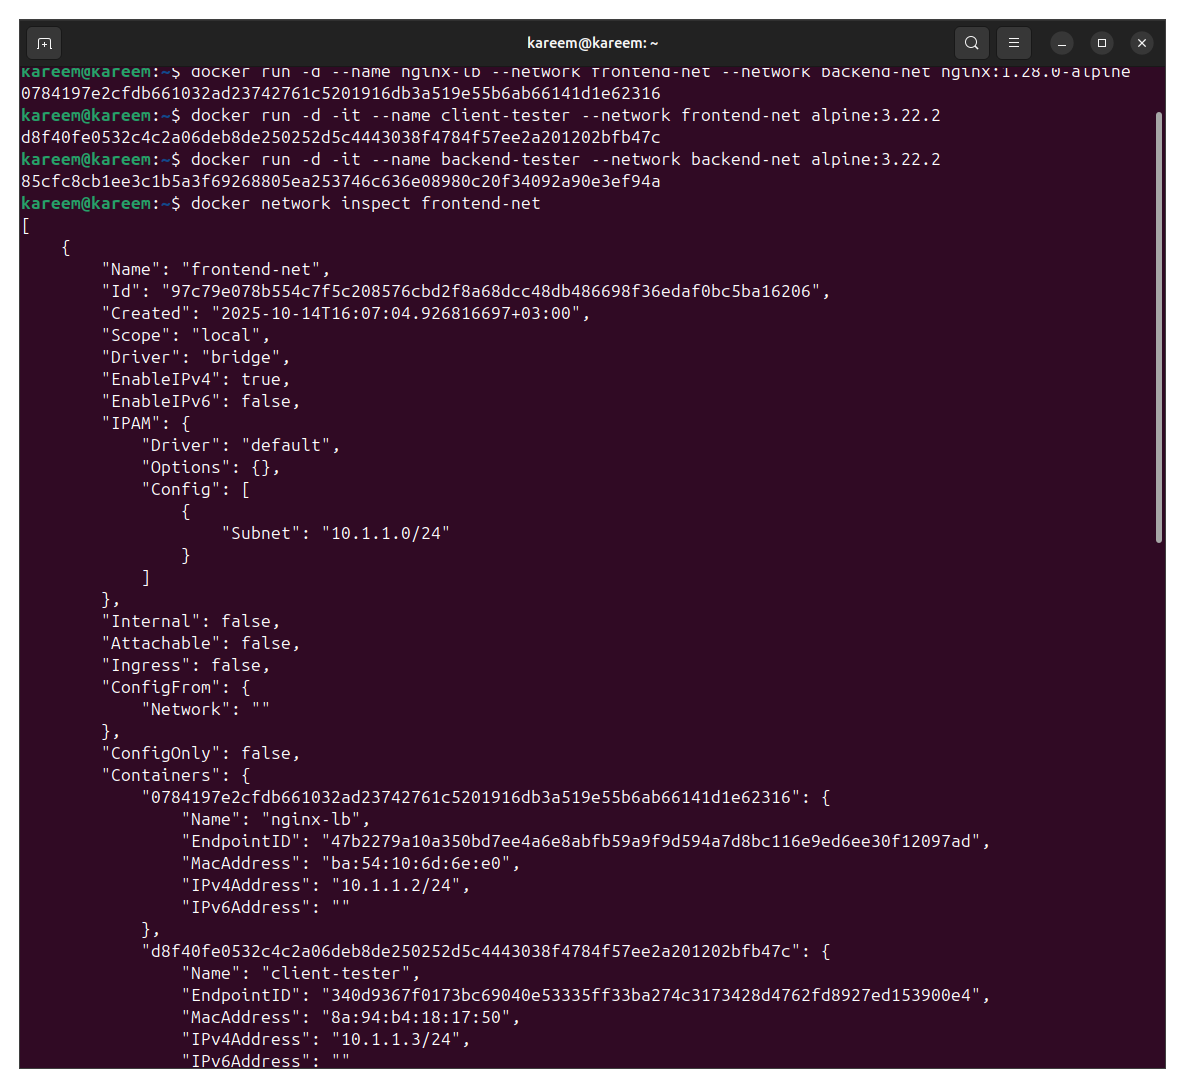 kareem@kareem: ~
kareem@kareem:~$ docker run -d --name nginx-lb --network frontend-net --network backend-net nginx:1.28.0-alpine
0784197e2cfdb661032ad23742761c5201916db3a519e55b6ab66141d1e62316
kareem@kareem:~$ docker run -d -it --name client-tester --network frontend-net alpine:3.22.2
d8f40fe0532c4c2a06deb8de250252d5c4443038f4784f57ee2a201202bfb47c
kareem@kareem:~$ docker run -d -it --name backend-tester --network backend-net alpine:3.22.2
85cfc8cb1ee3c1b5a3f69268805ea253746c636e08980c20f34092a90e3ef94a
kareem@kareem:~$ docker network inspect frontend-net
[
    {
        "Name": "frontend-net",
        "Id": "97c79e078b554c7f5c208576cbd2f8a68dcc48db486698f36edaf0bc5ba16206",
        "Created": "2025-10-14T16:07:04.926816697+03:00",
        "Scope": "local",
        "Driver": "bridge",
        "EnableIPv4": true,
        "EnableIPv6": false,
        "IPAM": {
            "Driver": "default",
            "Options": {},
            "Config": [
                {
                    "Subnet": "10.1.1.0/24"
                }
            ]
        },
        "Internal": false,
        "Attachable": false,
        "Ingress": false,
        "ConfigFrom": {
            "Network": ""
        },
        "ConfigOnly": false,
        "Containers": {
            "0784197e2cfdb661032ad23742761c5201916db3a519e55b6ab66141d1e62316": {
                "Name": "nginx-lb",
                "EndpointID": "47b2279a10a350bd7ee4a6e8abfb59a9f9d594a7d8bc116e9ed6ee30f12097ad",
                "MacAddress": "ba:54:10:6d:6e:e0",
                "IPv4Address": "10.1.1.2/24",
                "IPv6Address": ""
            },
            "d8f40fe0532c4c2a06deb8de250252d5c4443038f4784f57ee2a201202bfb47c": {
                "Name": "client-tester",
                "EndpointID": "340d9367f0173bc69040e53335ff33ba274c3173428d4762fd8927ed153900e4",
                "MacAddress": "8a:94:b4:18:17:50",
                "IPv4Address": "10.1.1.3/24",
                "IPv6Address": ""